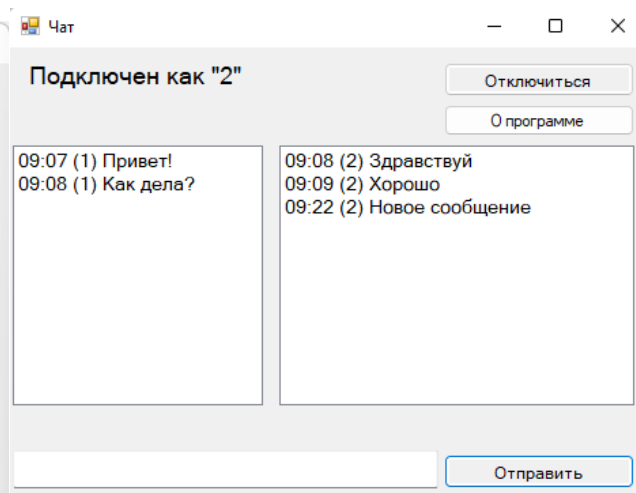 Чат
Подключен как "2"
Отключиться
О программе
09:07 (1) Привет!
09:08 (1) Как дела?
09:08 (2) Здравствуй
09:09 (2) Хорошо
09:22 (2) Новое сообщение
Отправить